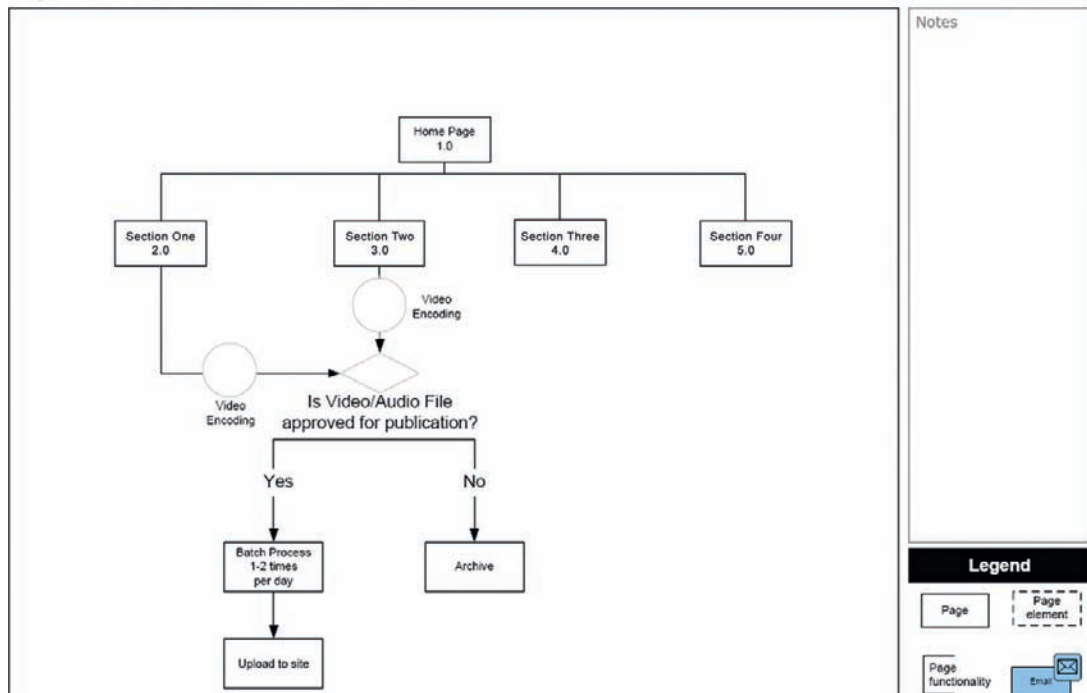 Notes
Home Page
1.0
Section One
2.0
Section Two
3.0
Section Three
4.0
Section Four
5.0
Video
Encoding
Video
Encoding
Is Video/Audio File
approved for publication?
Yes
No
Batch Process
1-2 times
per day
Archive
Upload to site
Legend
Page
Page
element
Page
functionality
Email